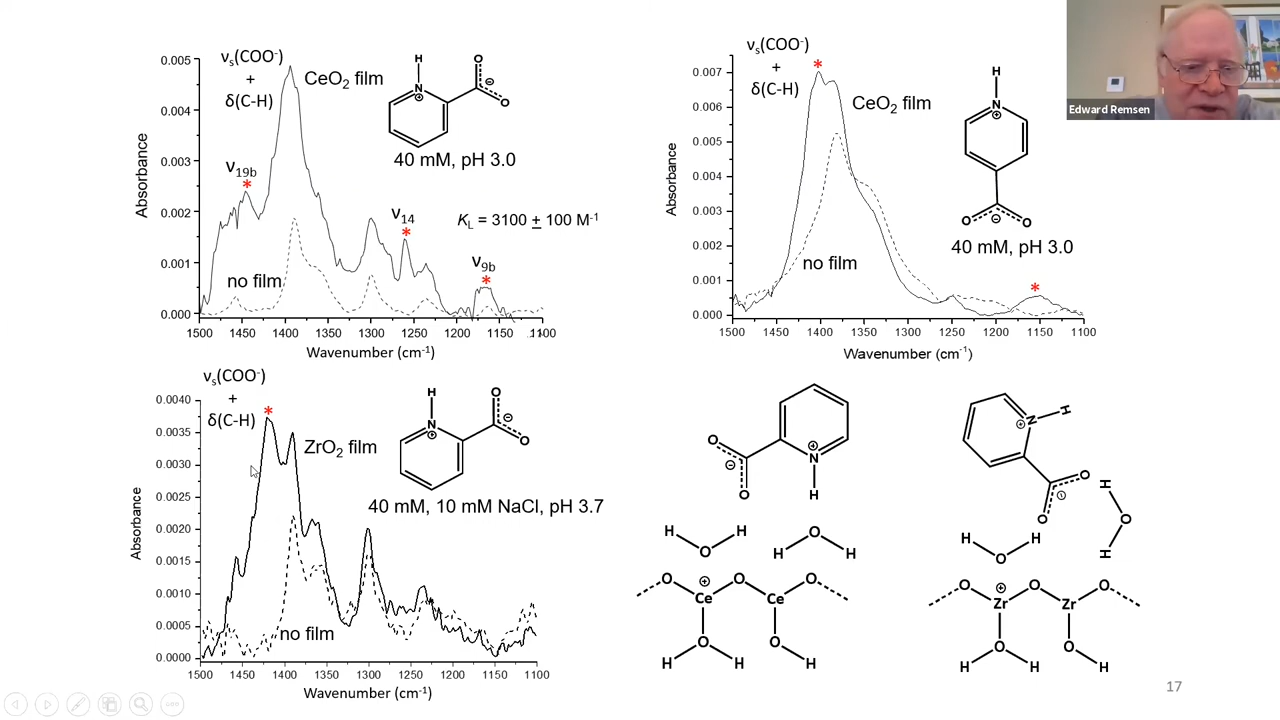 νs(COO⁻)
+
δ(C-H)
CeO₂ film
40 mM, pH 3.0
ν19b
ν14
K_L = 3100 ± 100 M⁻¹
ν9b
no film
Absorbance
0.005
0.004
0.003
0.002
0.001
0.000
1500 1450 1400 1350 1300 1250 1200 1150 1100
Wavenumber (cm⁻¹)
H
N
⊕
O
⊖
O
νs(COO⁻)
+
δ(C-H)
CeO₂ film
40 mM, pH 3.0
no film
Absorbance
0.007
0.006
0.005
0.004
0.003
0.002
0.001
0.000
1500 1450 1400 1350 1300 1250 1200 1150 1100
Wavenumber (cm⁻¹)
H
N
⊕
O ⊖ O
Edward Remsen
νs(COO⁻)
+
δ(C-H)
ZrO₂ film
40 mM, 10 mM NaCl, pH 3.7
no film
Absorbance
0.0040
0.0035
0.0030
0.0025
0.0020
0.0015
0.0010
0.0005
0.0000
1500 1450 1400 1350 1300 1250 1200 1150 1100
Wavenumber (cm⁻¹)
H
N
⊕
O
⊖
O
O
⊖
O
⊕
N
H
H H O
O H H
O ⊕ O O
Ce Ce
O O
H H H
⊕ N H
O
⊖
O
H
O
H
H H
O
O ⊕ O O
Zr Zr
O O
H H H
17